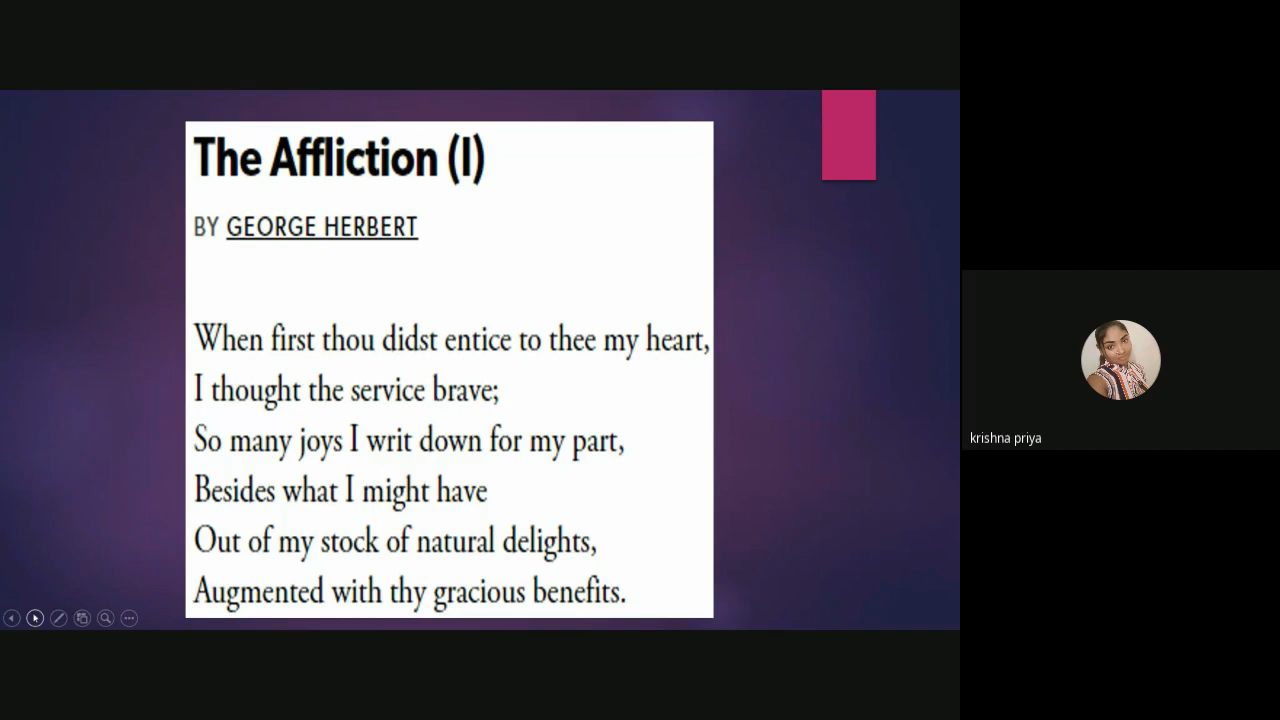 The Affliction (I)
BY GEORGE HERBERT
When first thou didst entice to thee my heart,
I thought the service brave;
So many joys I writ down for my part,
Besides what I might have
Out of my stock of natural delights,
Augmented with thy gracious benefits.
krishna priya